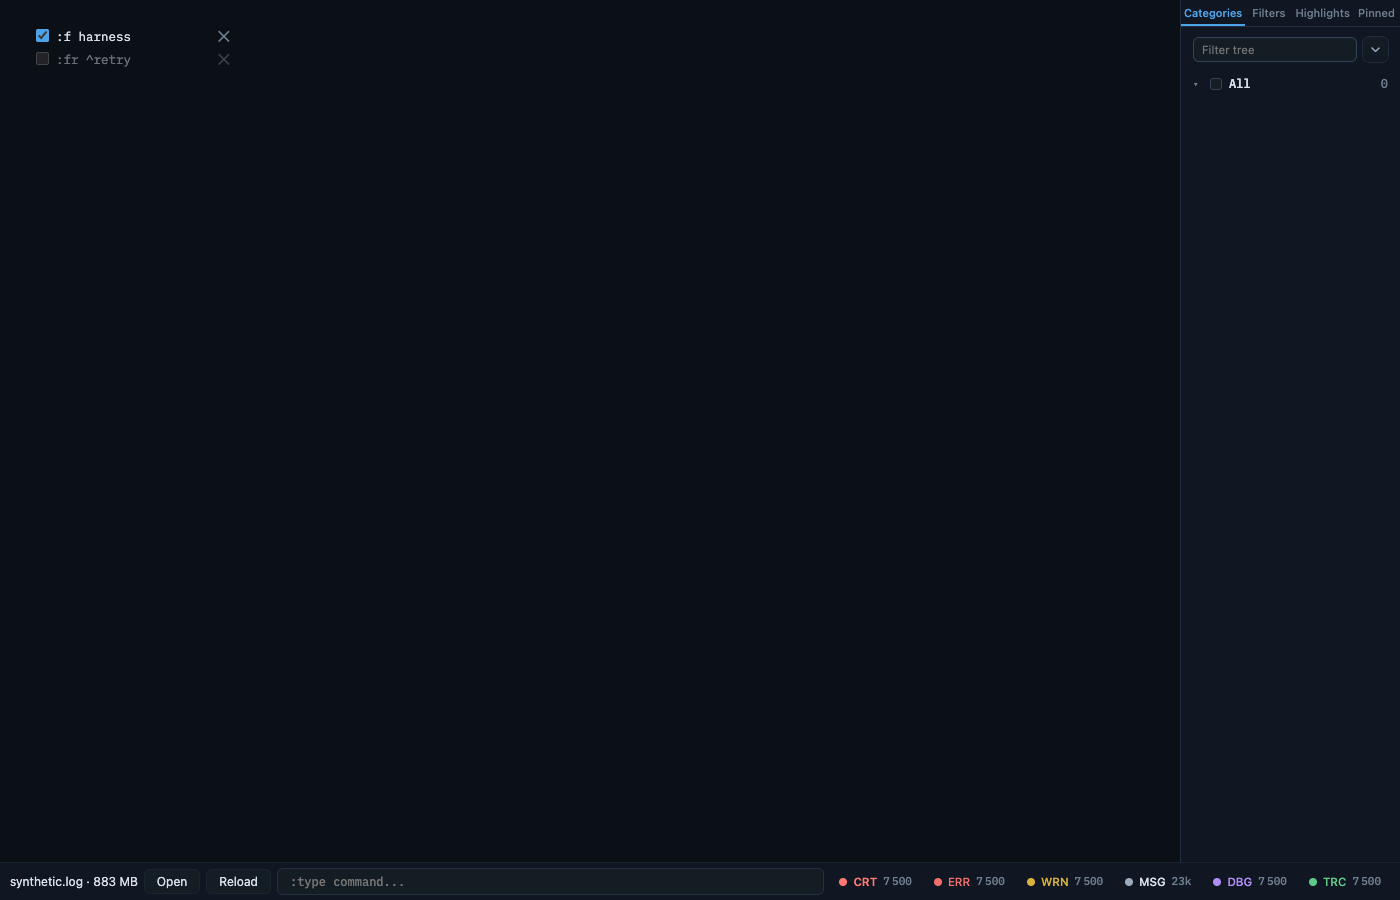 :f harness
:fr ^retry
Categories Filters Highlights Pinned
Filter tree
All 0
synthetic.log · 883 MB Open Reload :type command... CRT 7 500 ERR 7 500 WRN 7 500 MSG 23k DBG 7 500 TRC 7 500